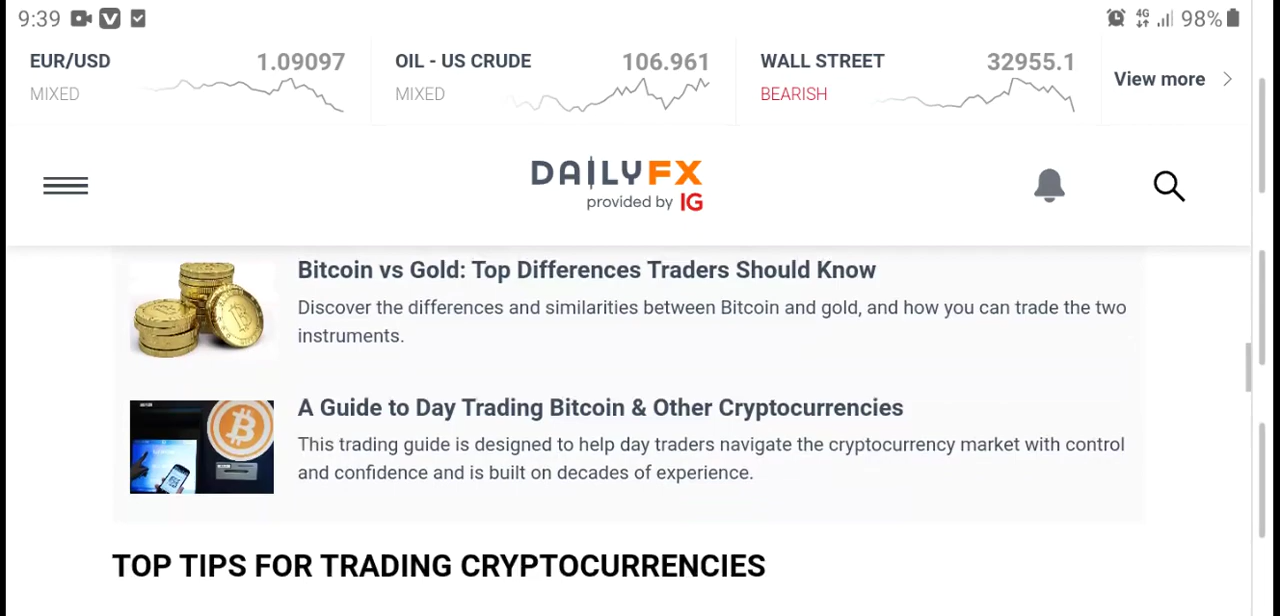 9:39
4G
98%
EUR/USD
1.09097
MIXED
OIL - US CRUDE
106.961
MIXED
WALL STREET
32955.1
BEARISH
View more
DAILYFX
provided by IG
Bitcoin vs Gold: Top Differences Traders Should Know
Discover the differences and similarities between Bitcoin and gold, and how you can trade the two
instruments.
A Guide to Day Trading Bitcoin & Other Cryptocurrencies
This trading guide is designed to help day traders navigate the cryptocurrency market with control
and confidence and is built on decades of experience.
TOP TIPS FOR TRADING CRYPTOCURRENCIES